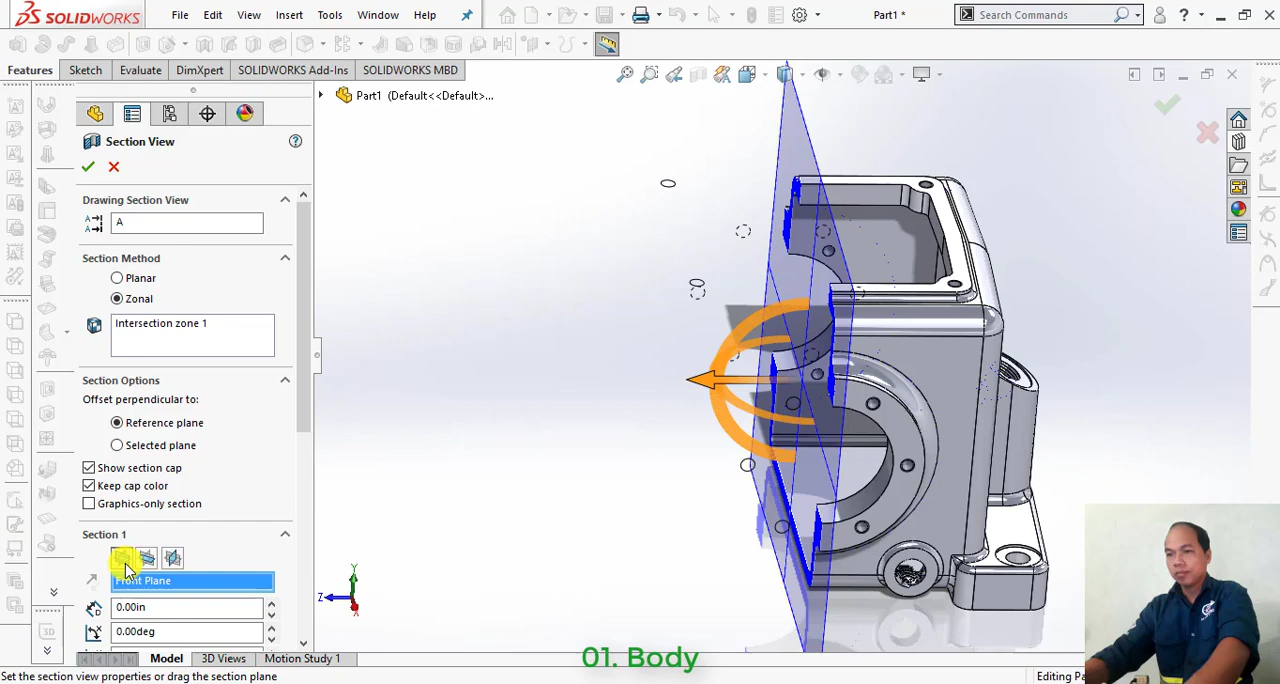 SOLIDWORKS
File Edit View Insert Tools Window Help
Part1 *
Search Commands
Features Sketch Evaluate DimXpert SOLIDWORKS Add-Ins SOLIDWORKS MBD
Part1 (Default<<Default>...
Section View
Drawing Section View
A
Section Method
Planar
Zonal
Intersection zone 1
Section Options
Offset perpendicular to:
Reference plane
Selected plane
Show section cap
Keep cap color
Graphics-only section
Section 1
Front Plane
0.00in
0.00deg
Y
Z
X
3D
Model 3D Views Motion Study 1
01. Body
Set the section view properties or drag the section plane
Editing Pa